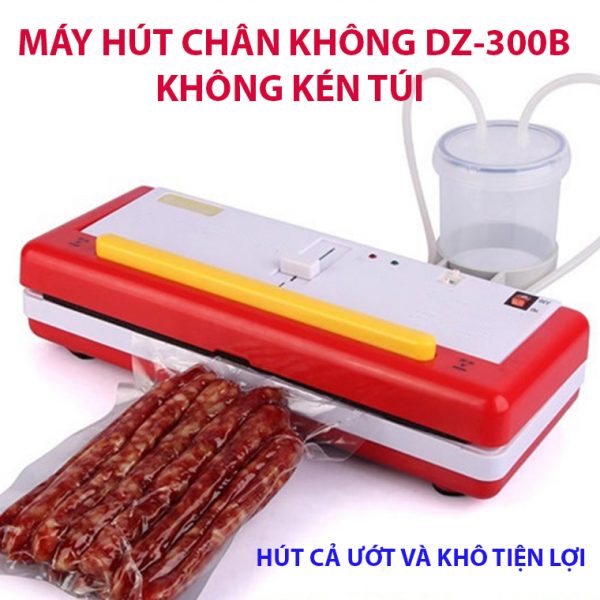 MÁY HÚT CHÂN KHÔNG DZ-300B
KHÔNG KÉN TÚI
HÚT CẢ ƯỚT VÀ KHÔ TIỆN LỢI